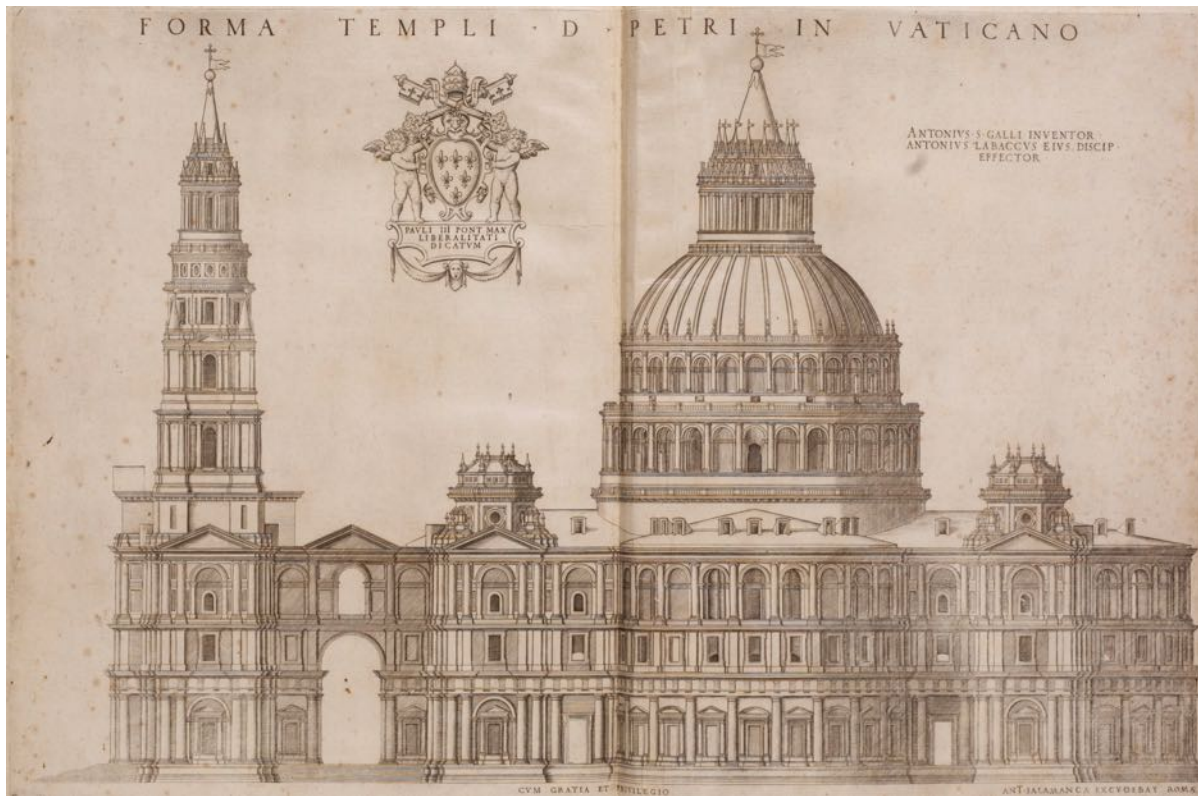 FORMA TEMPLI · D · PETRI IN VATICANO
PAVLI III PONT MAX
LIBERALITATI
DICATVM
ANTONIVS · S · GALLI INVENTOR ·
ANTONIVS LABACCVS EIVS. DISCIP ·
EFFECTOR
CVM GRATIA ET PRIVILEGIO
ANT · SALAMANCA EXCVDEBAT ROMA